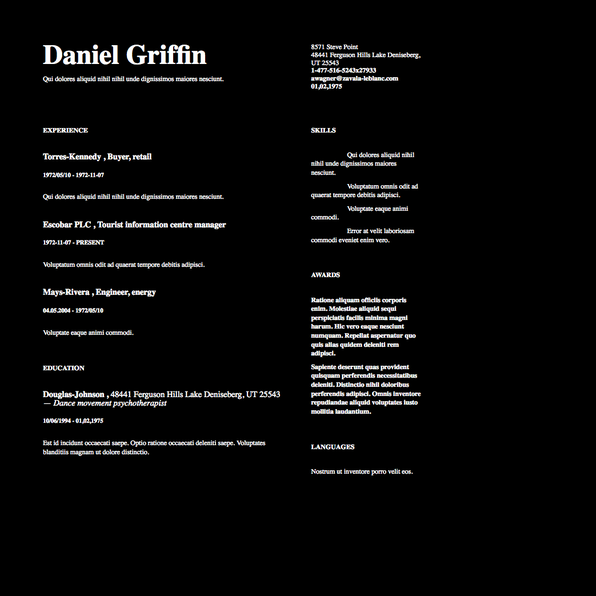 Daniel Griffin
Qui dolores aliquid nihil nihil unde dignissimos maiores nesciunt.
8571 Steve Point
48441 Ferguson Hills Lake Deniseberg,
UT 25543
1-477-516-5243x27933
awagner@zavala-leblanc.com
01,02,1975
EXPERIENCE
Torres-Kennedy , Buyer, retail
1972/05/10 - 1972-11-07
Qui dolores aliquid nihil nihil unde dignissimos maiores nesciunt.
Escobar PLC , Tourist information centre manager
1972-11-07 - PRESENT
Voluptatum omnis odit ad quaerat tempore debitis adipisci.
Mays-Rivera , Engineer, energy
04.05.2004 - 1972/05/10
Voluptate eaque animi commodi.
EDUCATION
Douglas-Johnson , 48441 Ferguson Hills Lake Deniseberg, UT 25543
— Dance movement psychotherapist
10/06/1994 - 01,02,1975
Est id incidunt occaecati saepe. Optio ratione occaecati deleniti saepe. Voluptates
blanditiis magnam ut dolore distinctio.
SKILLS
Qui dolores aliquid nihil
nihil unde dignissimos maiores
nesciunt.
Voluptatum omnis odit ad
quaerat tempore debitis adipisci.
Voluptate eaque animi
commodi.
Error at velit laboriosam
commodi eveniet enim vero.
AWARDS
Ratione aliquam officiis corporis
enim. Molestiae aliquid sequi
perspiciatis facilis minima magni
harum. Hic vero eaque nesciunt
numquam. Repellat aspernatur quo
quis alias quidem deleniti rem
adipisci.
Sapiente deserunt quas provident
quisquam perferendis necessitatibus
deleniti. Distinctio nihil doloribus
perferendis adipisci. Omnis inventore
repudiandae aliquid voluptates iusto
mollitia laudantium.
LANGUAGES
Nostrum ut inventore porro velit eos.